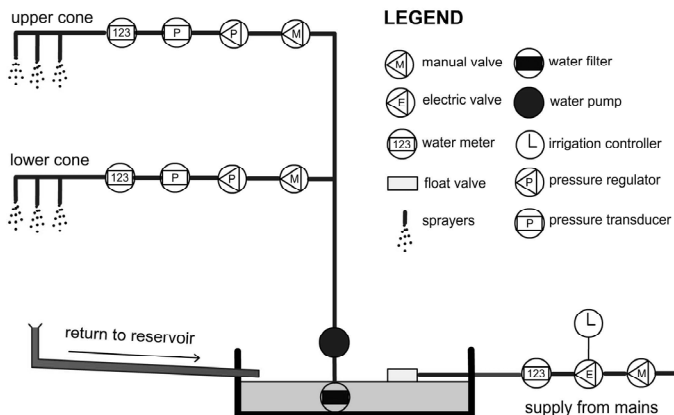 upper cone
123 P P M
lower cone
123 P P M
return to reservoir
LEGEND
M manual valve
water filter
E electric valve
water pump
123 water meter
irrigation controller
float valve
P pressure regulator
sprayers
P pressure transducer
123 E M
supply from mains